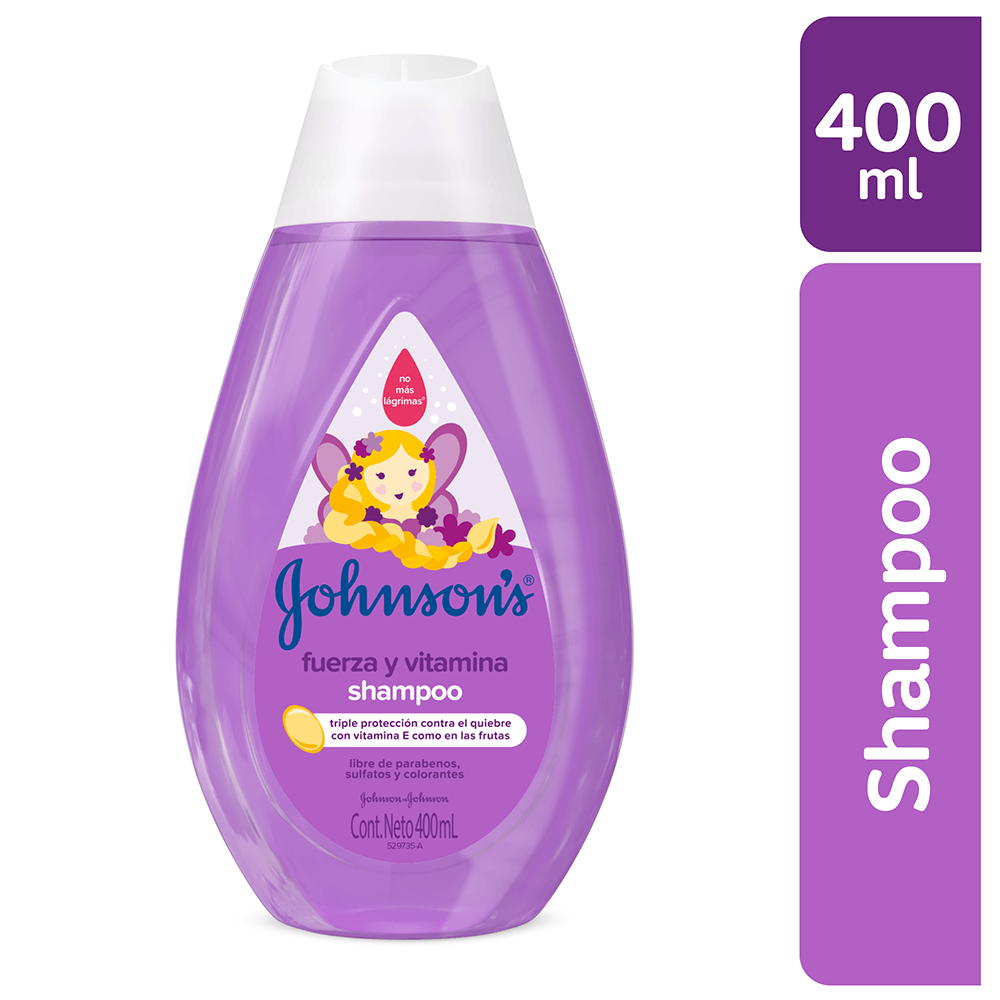 no
más
lágrimas®
Johnson's®
fuerza y vitamina
shampoo
triple protección contra el quiebre
con vitamina E como en las frutas
libre de parabenos,
sulfatos y colorantes
Johnson & Johnson
Cont.Neto 400mL
529735-A
400
ml
Shampoo